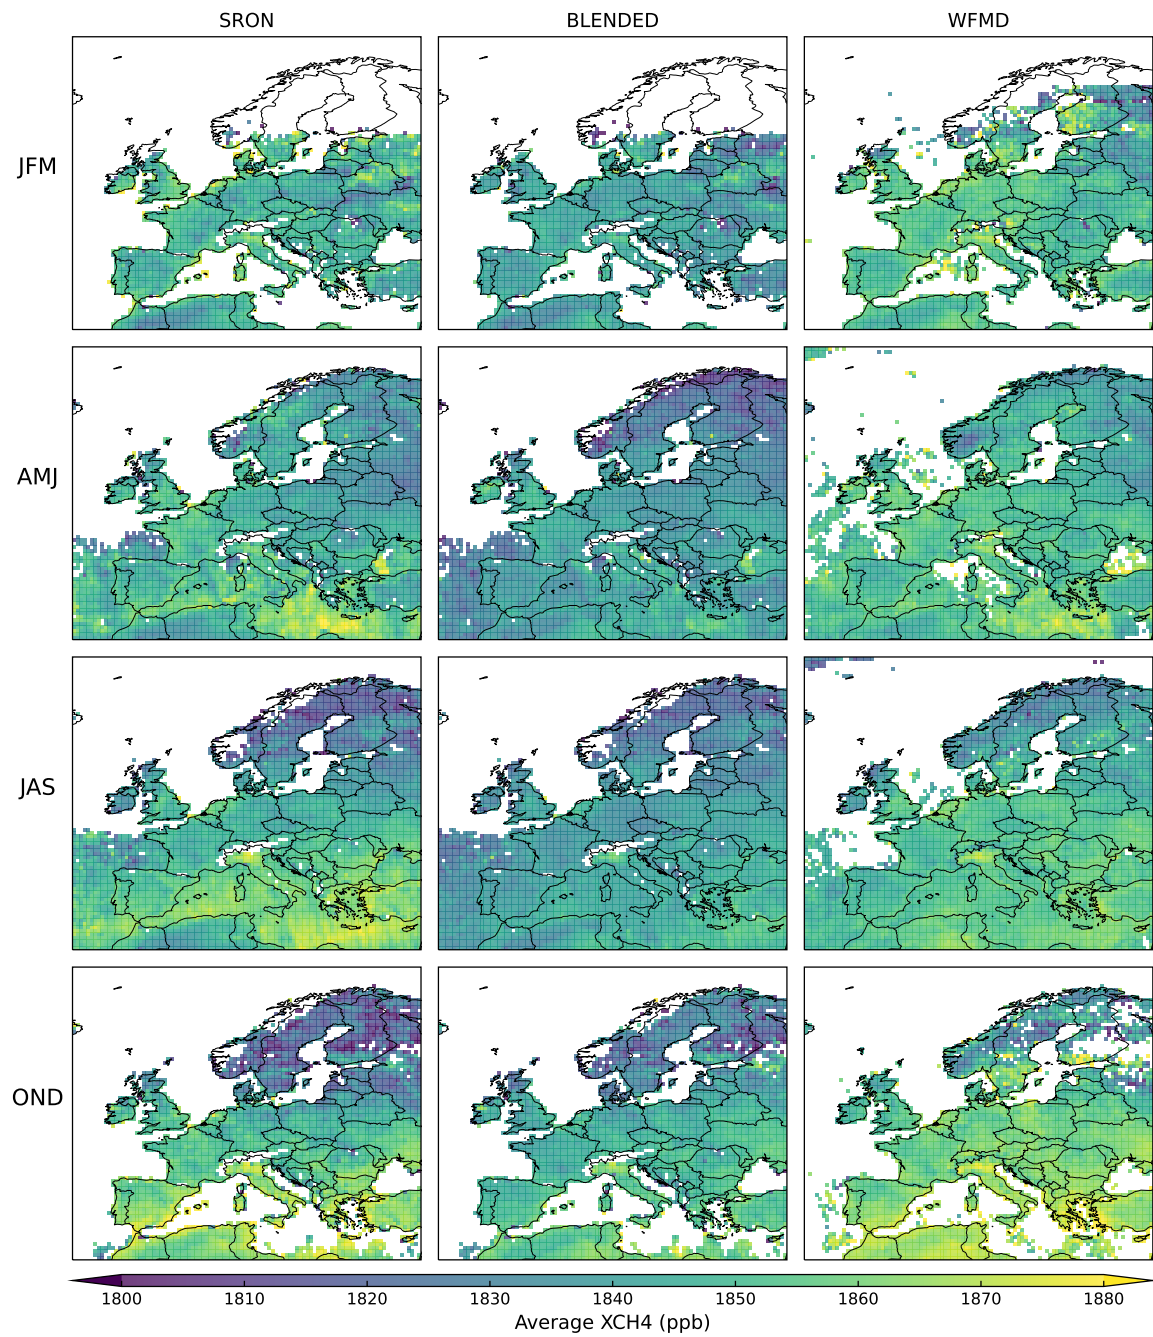 SRON BLENDED WFMD
JFM
AMJ
JAS
OND
1800 1810 1820 1830 1840 1850 1860 1870 1880
Average XCH4 (ppb)